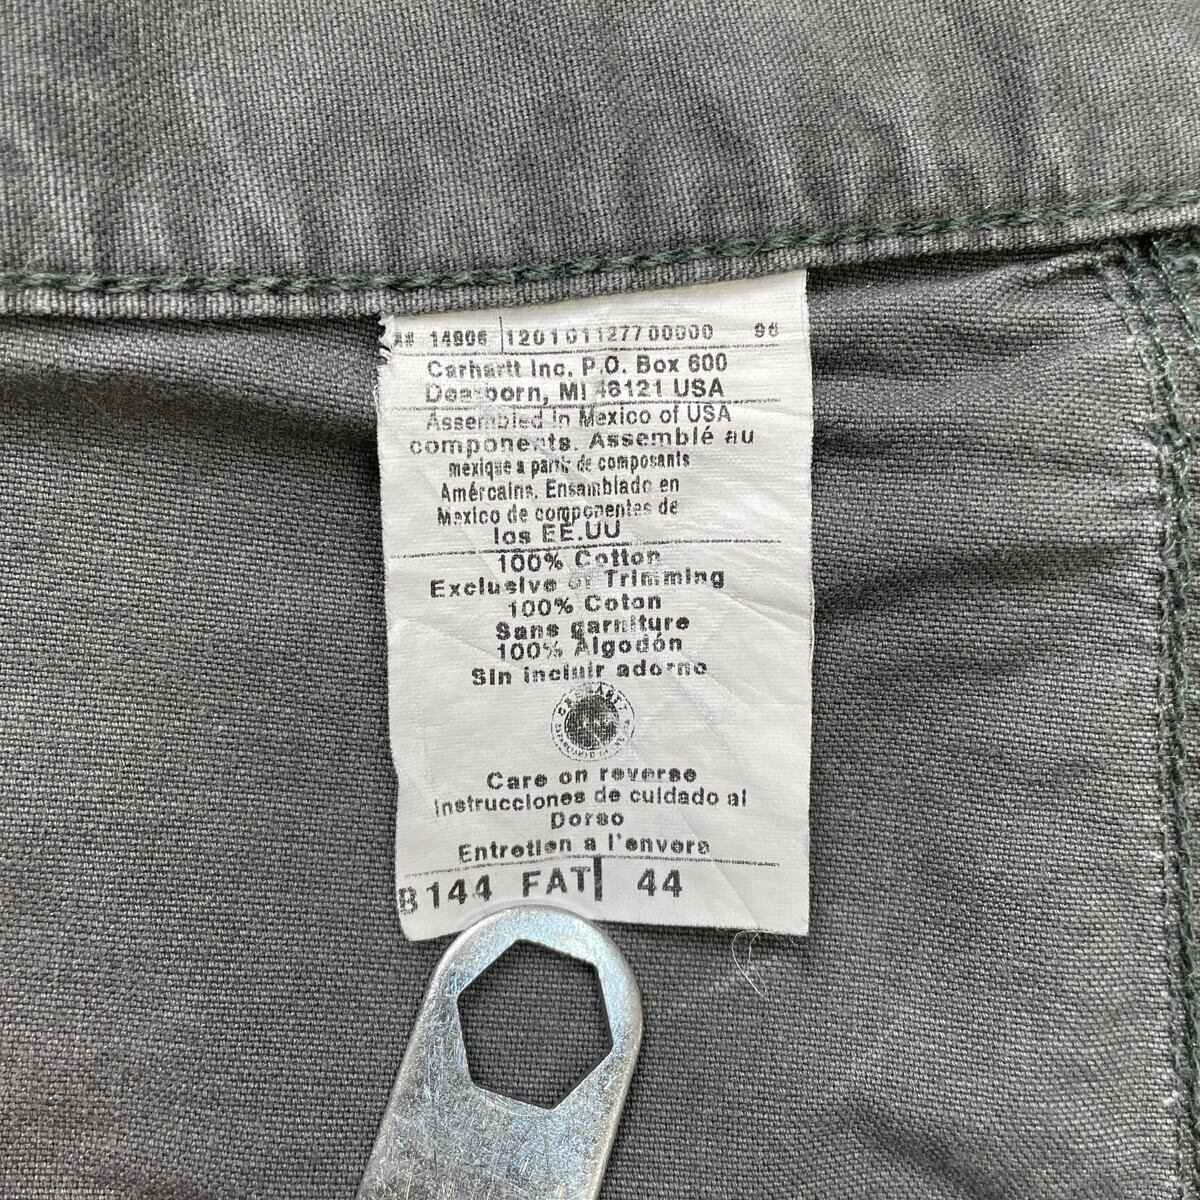 14806 120101127700000 96
Carhartt Inc. P.O. Box 600
Dearborn, MI 48121 USA
Assembled in Mexico of USA
components. Assemblé au
mexique a partir de composants
Amércains. Ensamblado en
Mexico de componentes de
los EE.UU
100% Cotton
Exclusive of Trimming
100% Coton
Sans garniture
100% Algodón
Sin incluir adorno
Care on reverse
Instrucciones de cuidado al
Dorso
Entretien a l'envers
B144 FAT 44